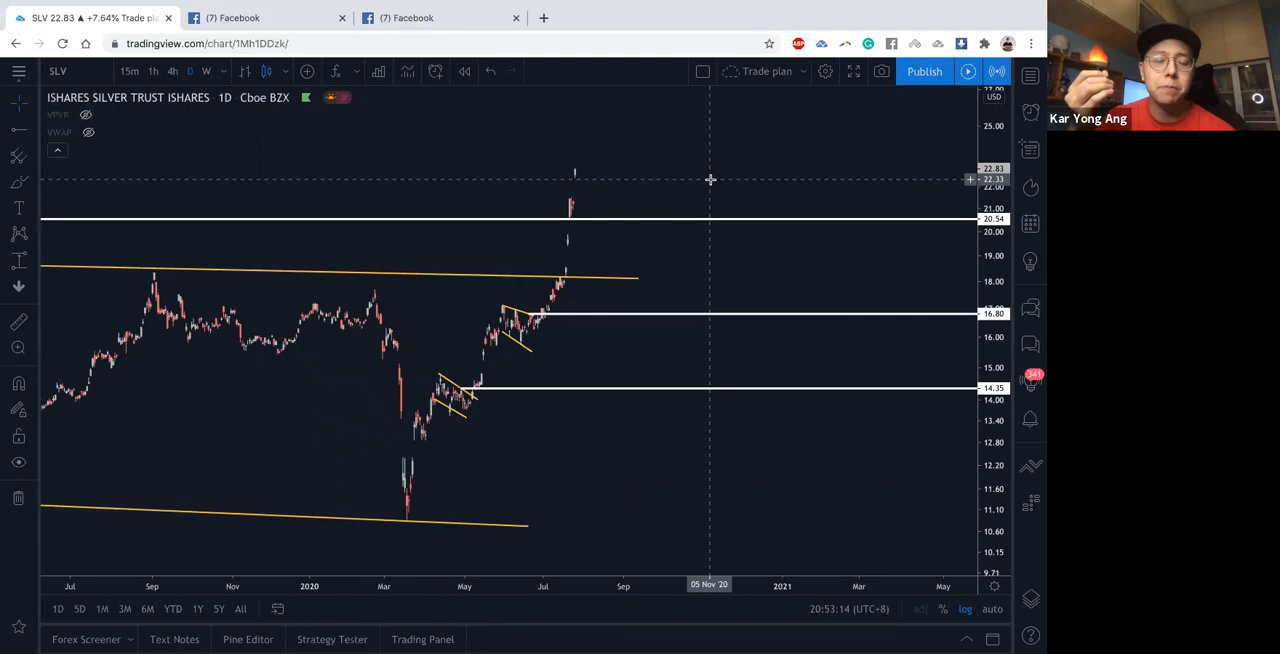 SLV 22.83 ▲ +7.64% Trade pla
(7) Facebook
(7) Facebook
tradingview.com/chart/1Mh1DDzk/
ABP
SLV 15m 1h 4h D W Trade plan Publish
ISHARES SILVER TRUST ISHARES · 1D · Cboe BZX
VPVR
VWAP
Kar Yong Ang
27.00
USD
25.00
22.83
22.33
22.00
21.00
20.54
20.00
19.00
18.00
16.80
16.00
15.00
14.35
14.00
13.40
12.80
12.20
11.60
11.10
10.60
10.15
9.71
341
Jul Sep Nov 2020 Mar May Jul Sep 05 Nov '20 2021 Mar May
1D 5D 1M 3M 6M YTD 1Y 5Y All 20:53:14 (UTC+8) adj % log auto
Forex Screener Text Notes Pine Editor Strategy Tester Trading Panel